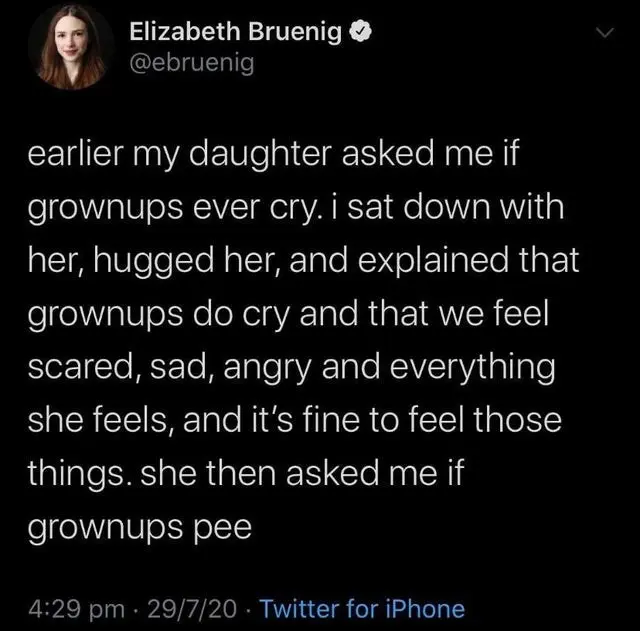 Elizabeth Bruenig
@ebruenig
earlier my daughter asked me if
grownups ever cry. i sat down with
her, hugged her, and explained that
grownups do cry and that we feel
scared, sad, angry and everything
she feels, and it's fine to feel those
things. she then asked me if
grownups pee
4:29 pm · 29/7/20 · Twitter for iPhone